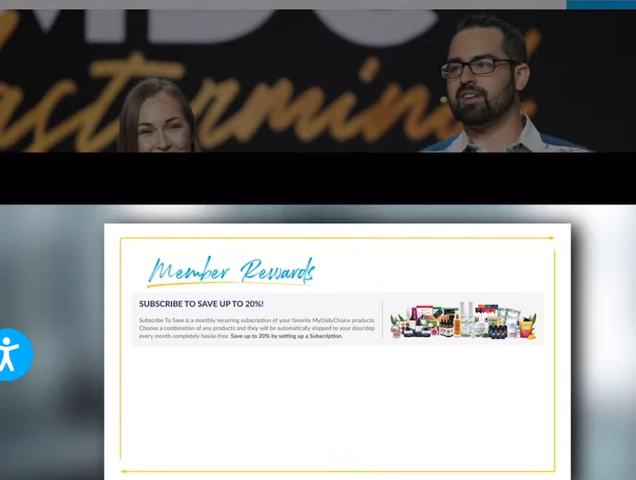 MDC
astermind
Member Rewards
SUBSCRIBE TO SAVE UP TO 20%!
Subscribe To Save is a monthly recurring subscription of your favorite MyDailyChoice products.
Choose a combination of any products and they will be automatically shipped to your doorstep
every month completely hassle-free. Save up to 20% by setting up a Subscription.